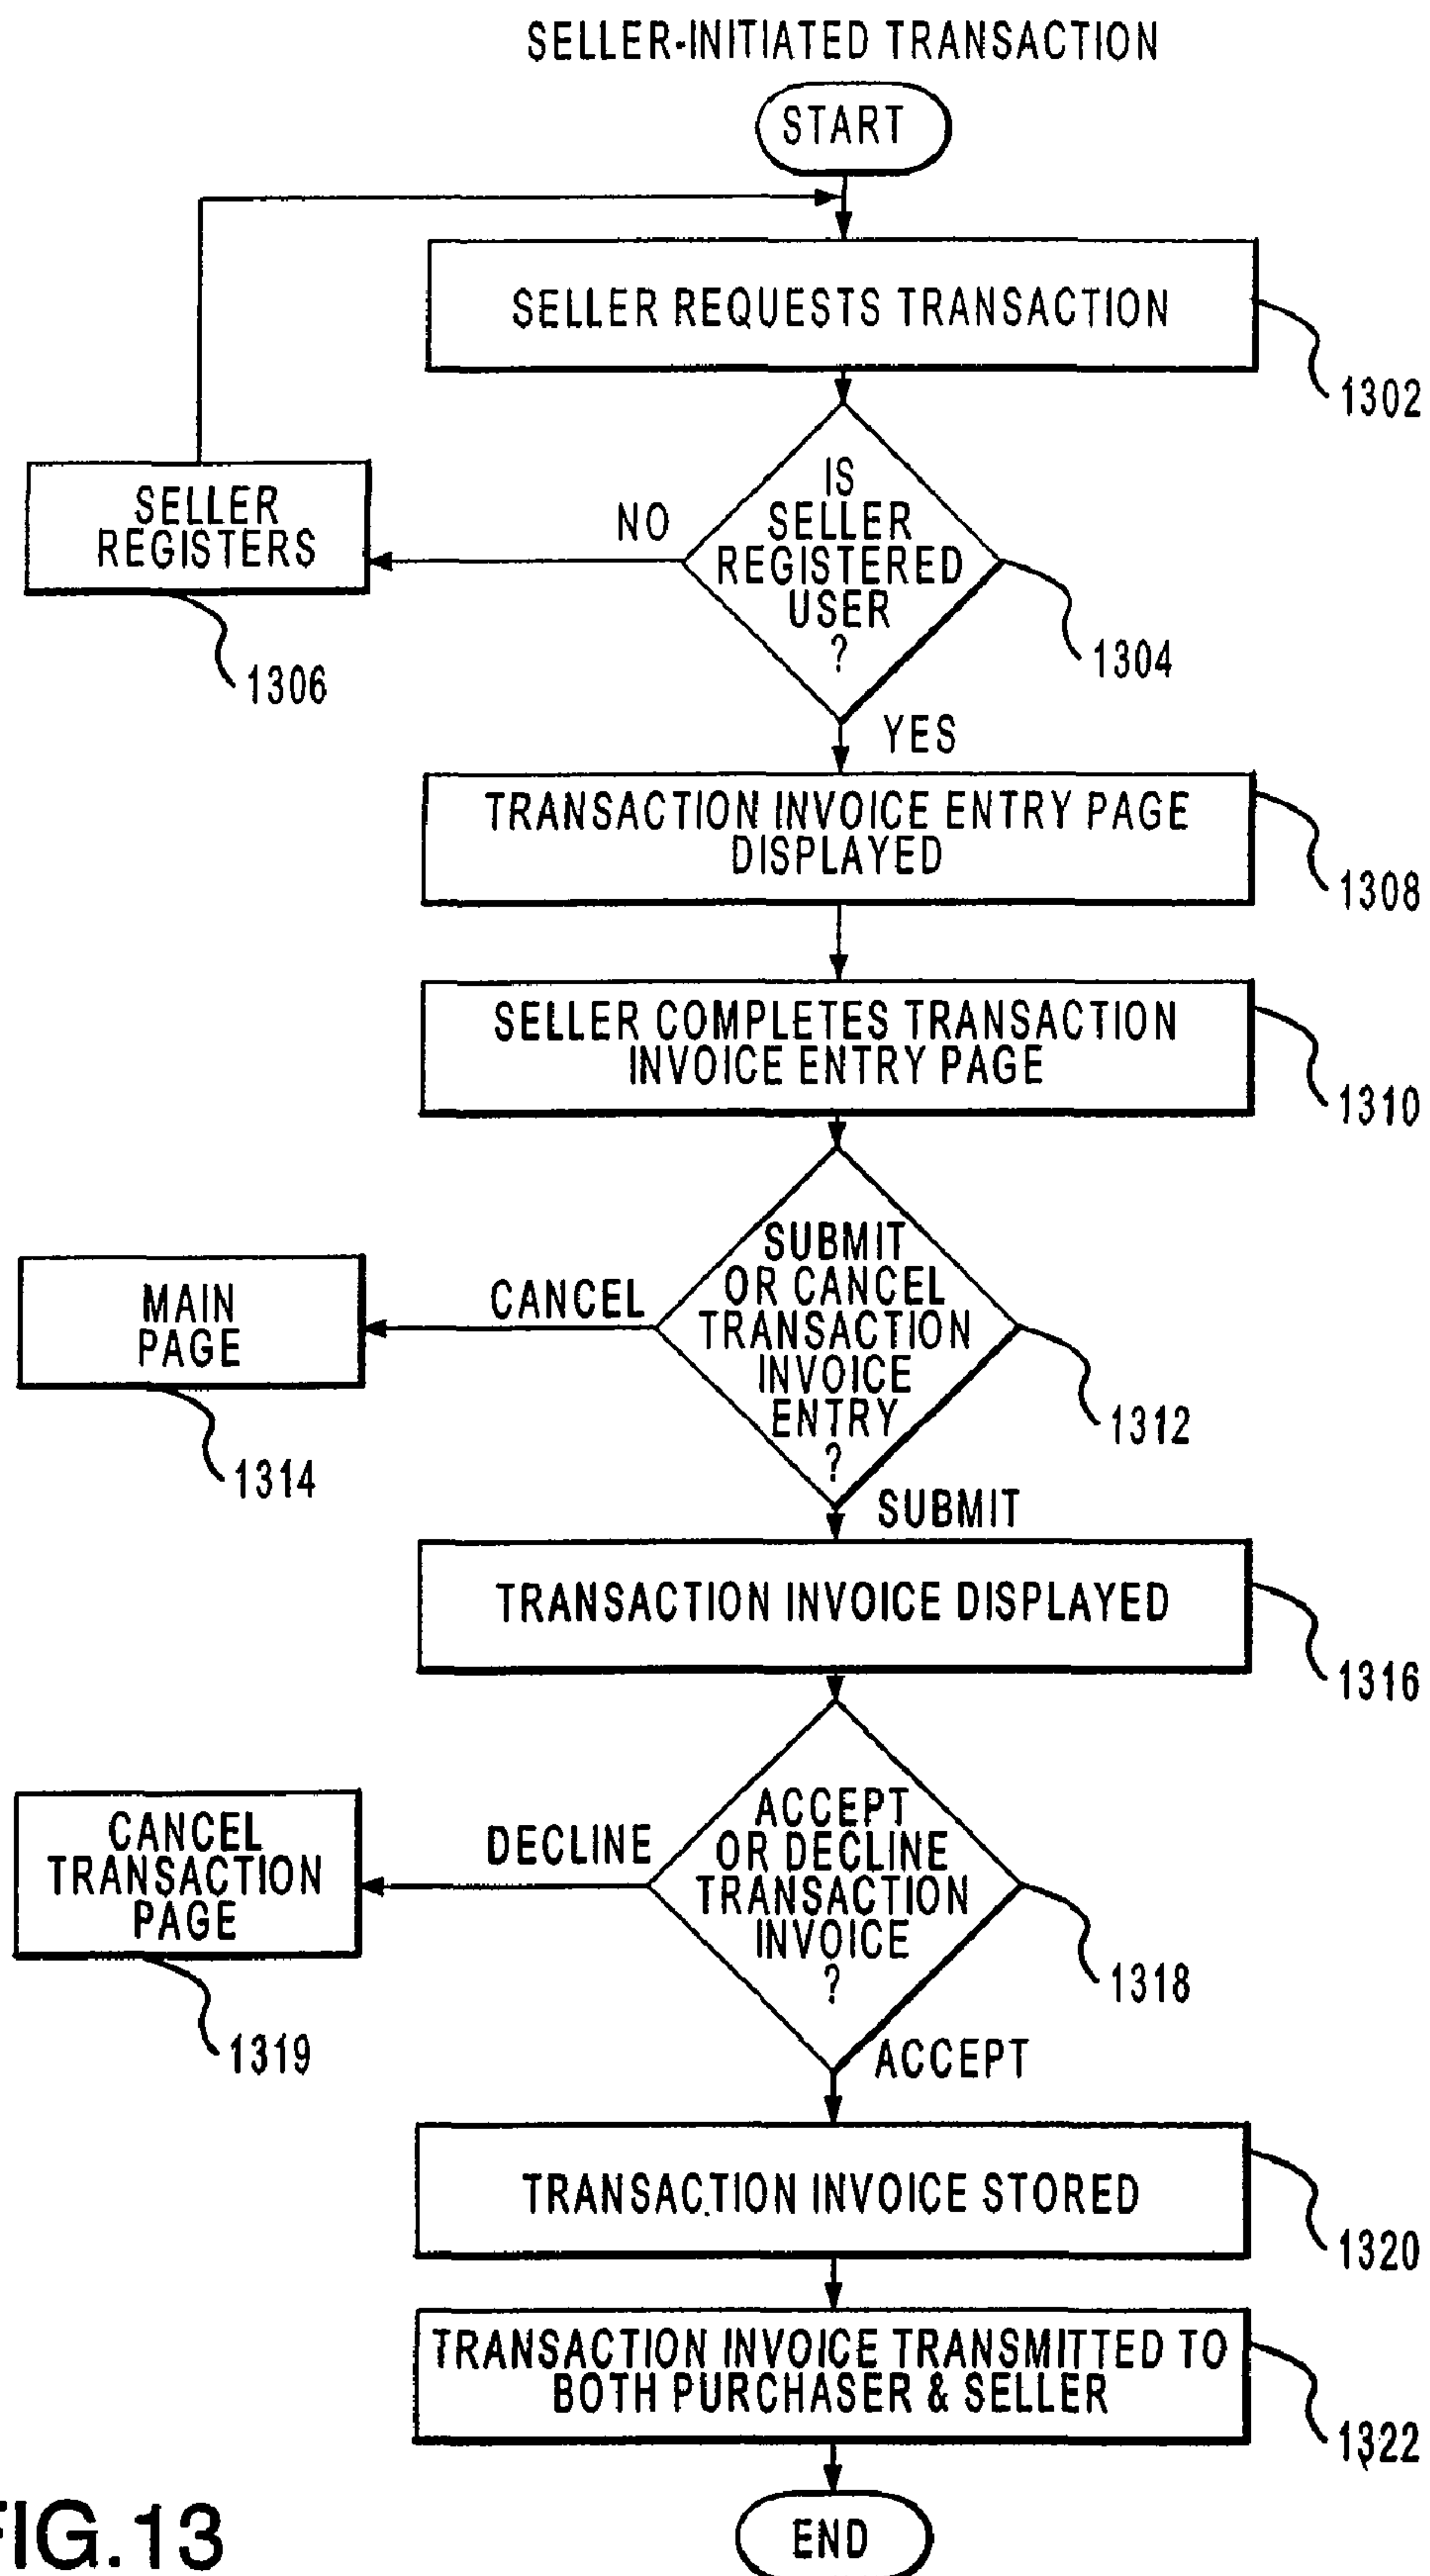 SELLER-INITIATED TRANSACTION
START
SELLER REQUESTS TRANSACTION
1302
IS
SELLER
REGISTERED
USER
?
NO
SELLER
REGISTERS
1304
1306
YES
TRANSACTION INVOICE ENTRY PAGE
DISPLAYED
1308
SELLER COMPLETES TRANSACTION
INVOICE ENTRY PAGE
1310
SUBMIT
OR CANCEL
TRANSACTION
INVOICE
ENTRY
?
CANCEL
MAIN
PAGE
1312
1314
SUBMIT
TRANSACTION INVOICE DISPLAYED
1316
ACCEPT
OR DECLINE
TRANSACTION
INVOICE
?
DECLINE
CANCEL
TRANSACTION
PAGE
1318
1319
ACCEPT
TRANSACTION INVOICE STORED
1320
TRANSACTION INVOICE TRANSMITTED TO
BOTH PURCHASER & SELLER
1322
END
FIG.13